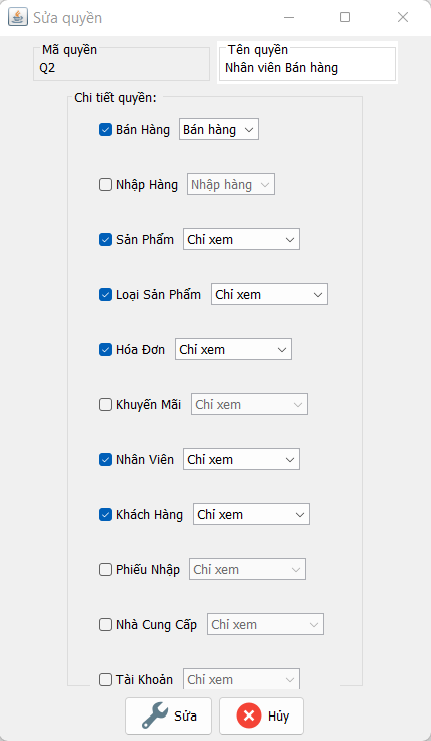 Sửa quyền
Mã quyền
Q2
Tên quyền
Nhân viên Bán hàng
Chi tiết quyền:
Bán Hàng Bán hàng
Nhập Hàng Nhập hàng
Sản Phẩm Chỉ xem
Loại Sản Phẩm Chỉ xem
Hóa Đơn Chỉ xem
Khuyến Mãi Chỉ xem
Nhân Viên Chỉ xem
Khách Hàng Chỉ xem
Phiếu Nhập Chỉ xem
Nhà Cung Cấp Chỉ xem
Tài Khoản Chỉ xem
Sửa Hủy